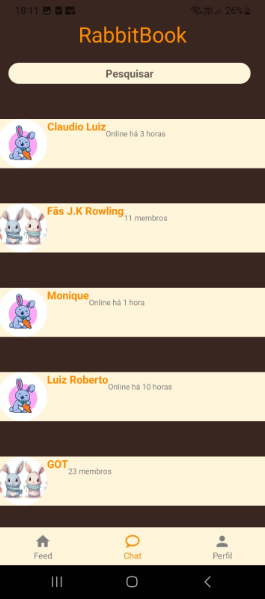 18:11 26%
RabbitBook
Pesquisar
Claudio Luiz
Online há 3 horas
Fãs J.K Rowling
11 membros
Monique
Online há 1 hora
Luiz Roberto
Online há 10 horas
GOT
23 membros
Feed Chat Perfil